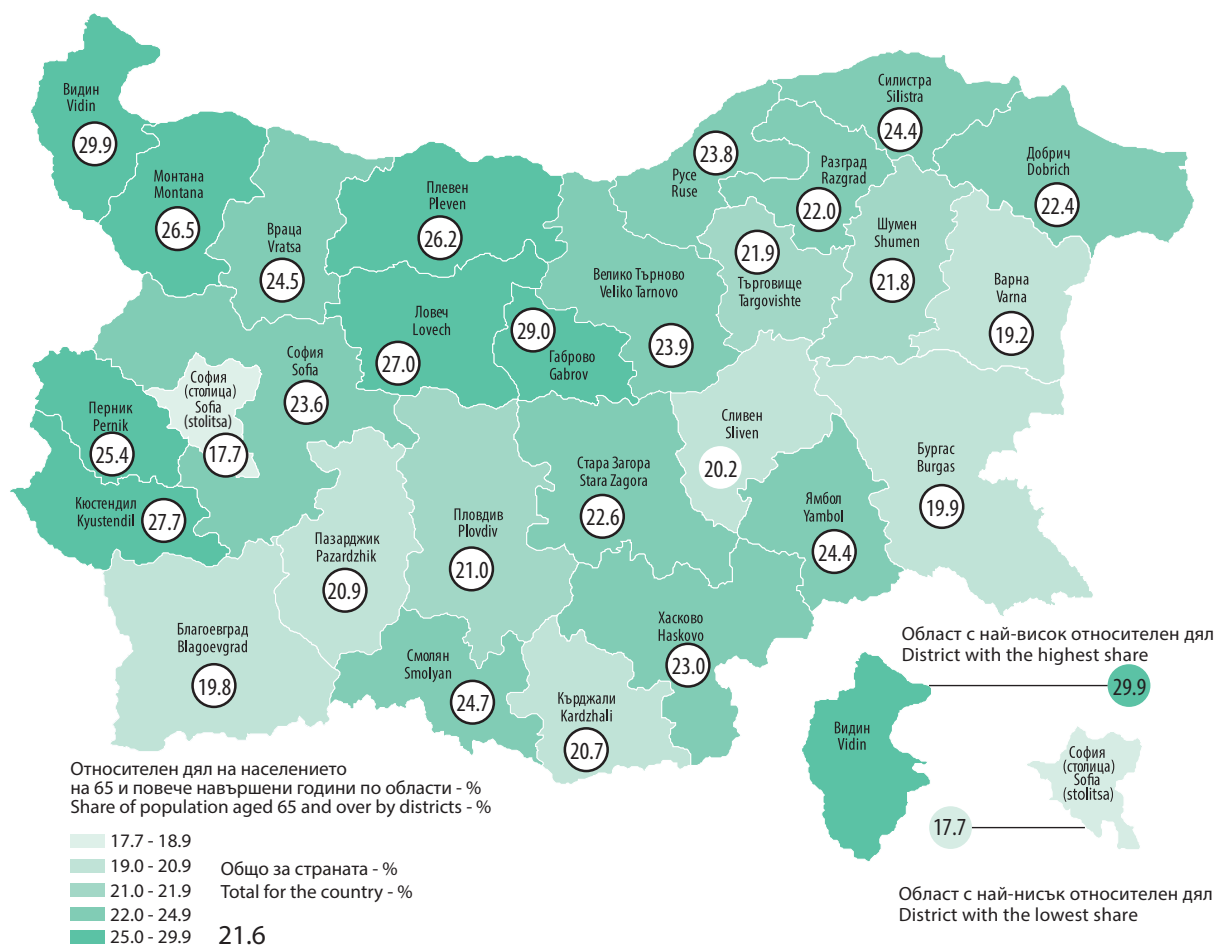 Видин
Vidin
29.9
Монтана
Montana
26.5
Враца
Vratsa
24.5
Плевен
Pleven
26.2
Ловеч
Lovech
27.0
29.0
Габрово
Gabrov
Велико Търново
Veliko Tarnovo
23.9
23.8
Русе
Ruse
Разград
Razgrad
22.0
Силистра
Silistra
24.4
Добрич
Dobrich
22.4
21.9
Търговище
Targovishte
Шумен
Shumen
21.8
Варна
Varna
19.2
София
Sofia
23.6
София
(столица)
Sofia
(stolitsa)
17.7
Перник
Pernik
25.4
Кюстендил
Kyustendil
27.7
Благоевград
Blagoevgrad
19.8
Пазарджик
Pazardzhik
20.9
Пловдив
Plovdiv
21.0
Смолян
Smolyan
24.7
Стара Загора
Stara Zagora
22.6
Сливен
Sliven
20.2
Ямбол
Yambol
24.4
Бургас
Burgas
19.9
Хасково
Haskovo
23.0
Кърджали
Kardzhali
20.7
Област с най-висок относителен дял
District with the highest share
29.9
Видин
Vidin
София
(столица)
Sofia
(stolitsa)
17.7
Област с най-нисък относителен дял
District with the lowest share
Относителен дял на населението
на 65 и повече навършени години по области - %
Share of population aged 65 and over by districts - %
17.7 - 18.9
19.0 - 20.9
21.0 - 21.9
22.0 - 24.9
25.0 - 29.9
Общо за страната - %
Total for the country - %
21.6